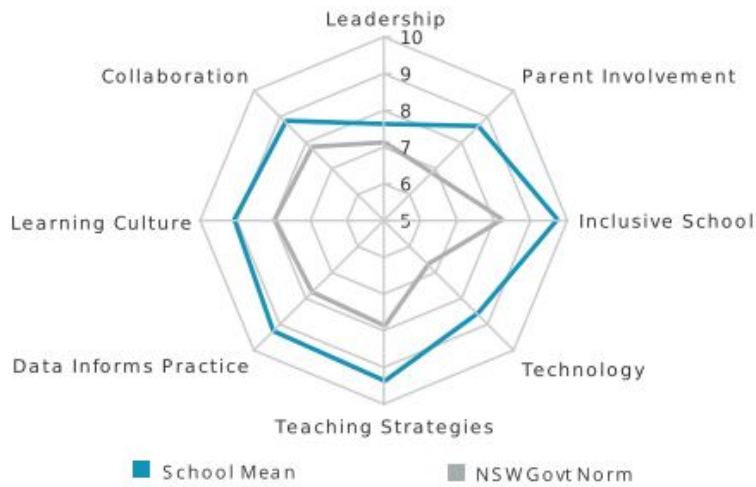 Leadership
10
9
8
7
6
5
Collaboration
Parent Involvement
Learning Culture
Inclusive School
Data Informs Practice
Technology
Teaching Strategies
School Mean
NSW Govt Norm